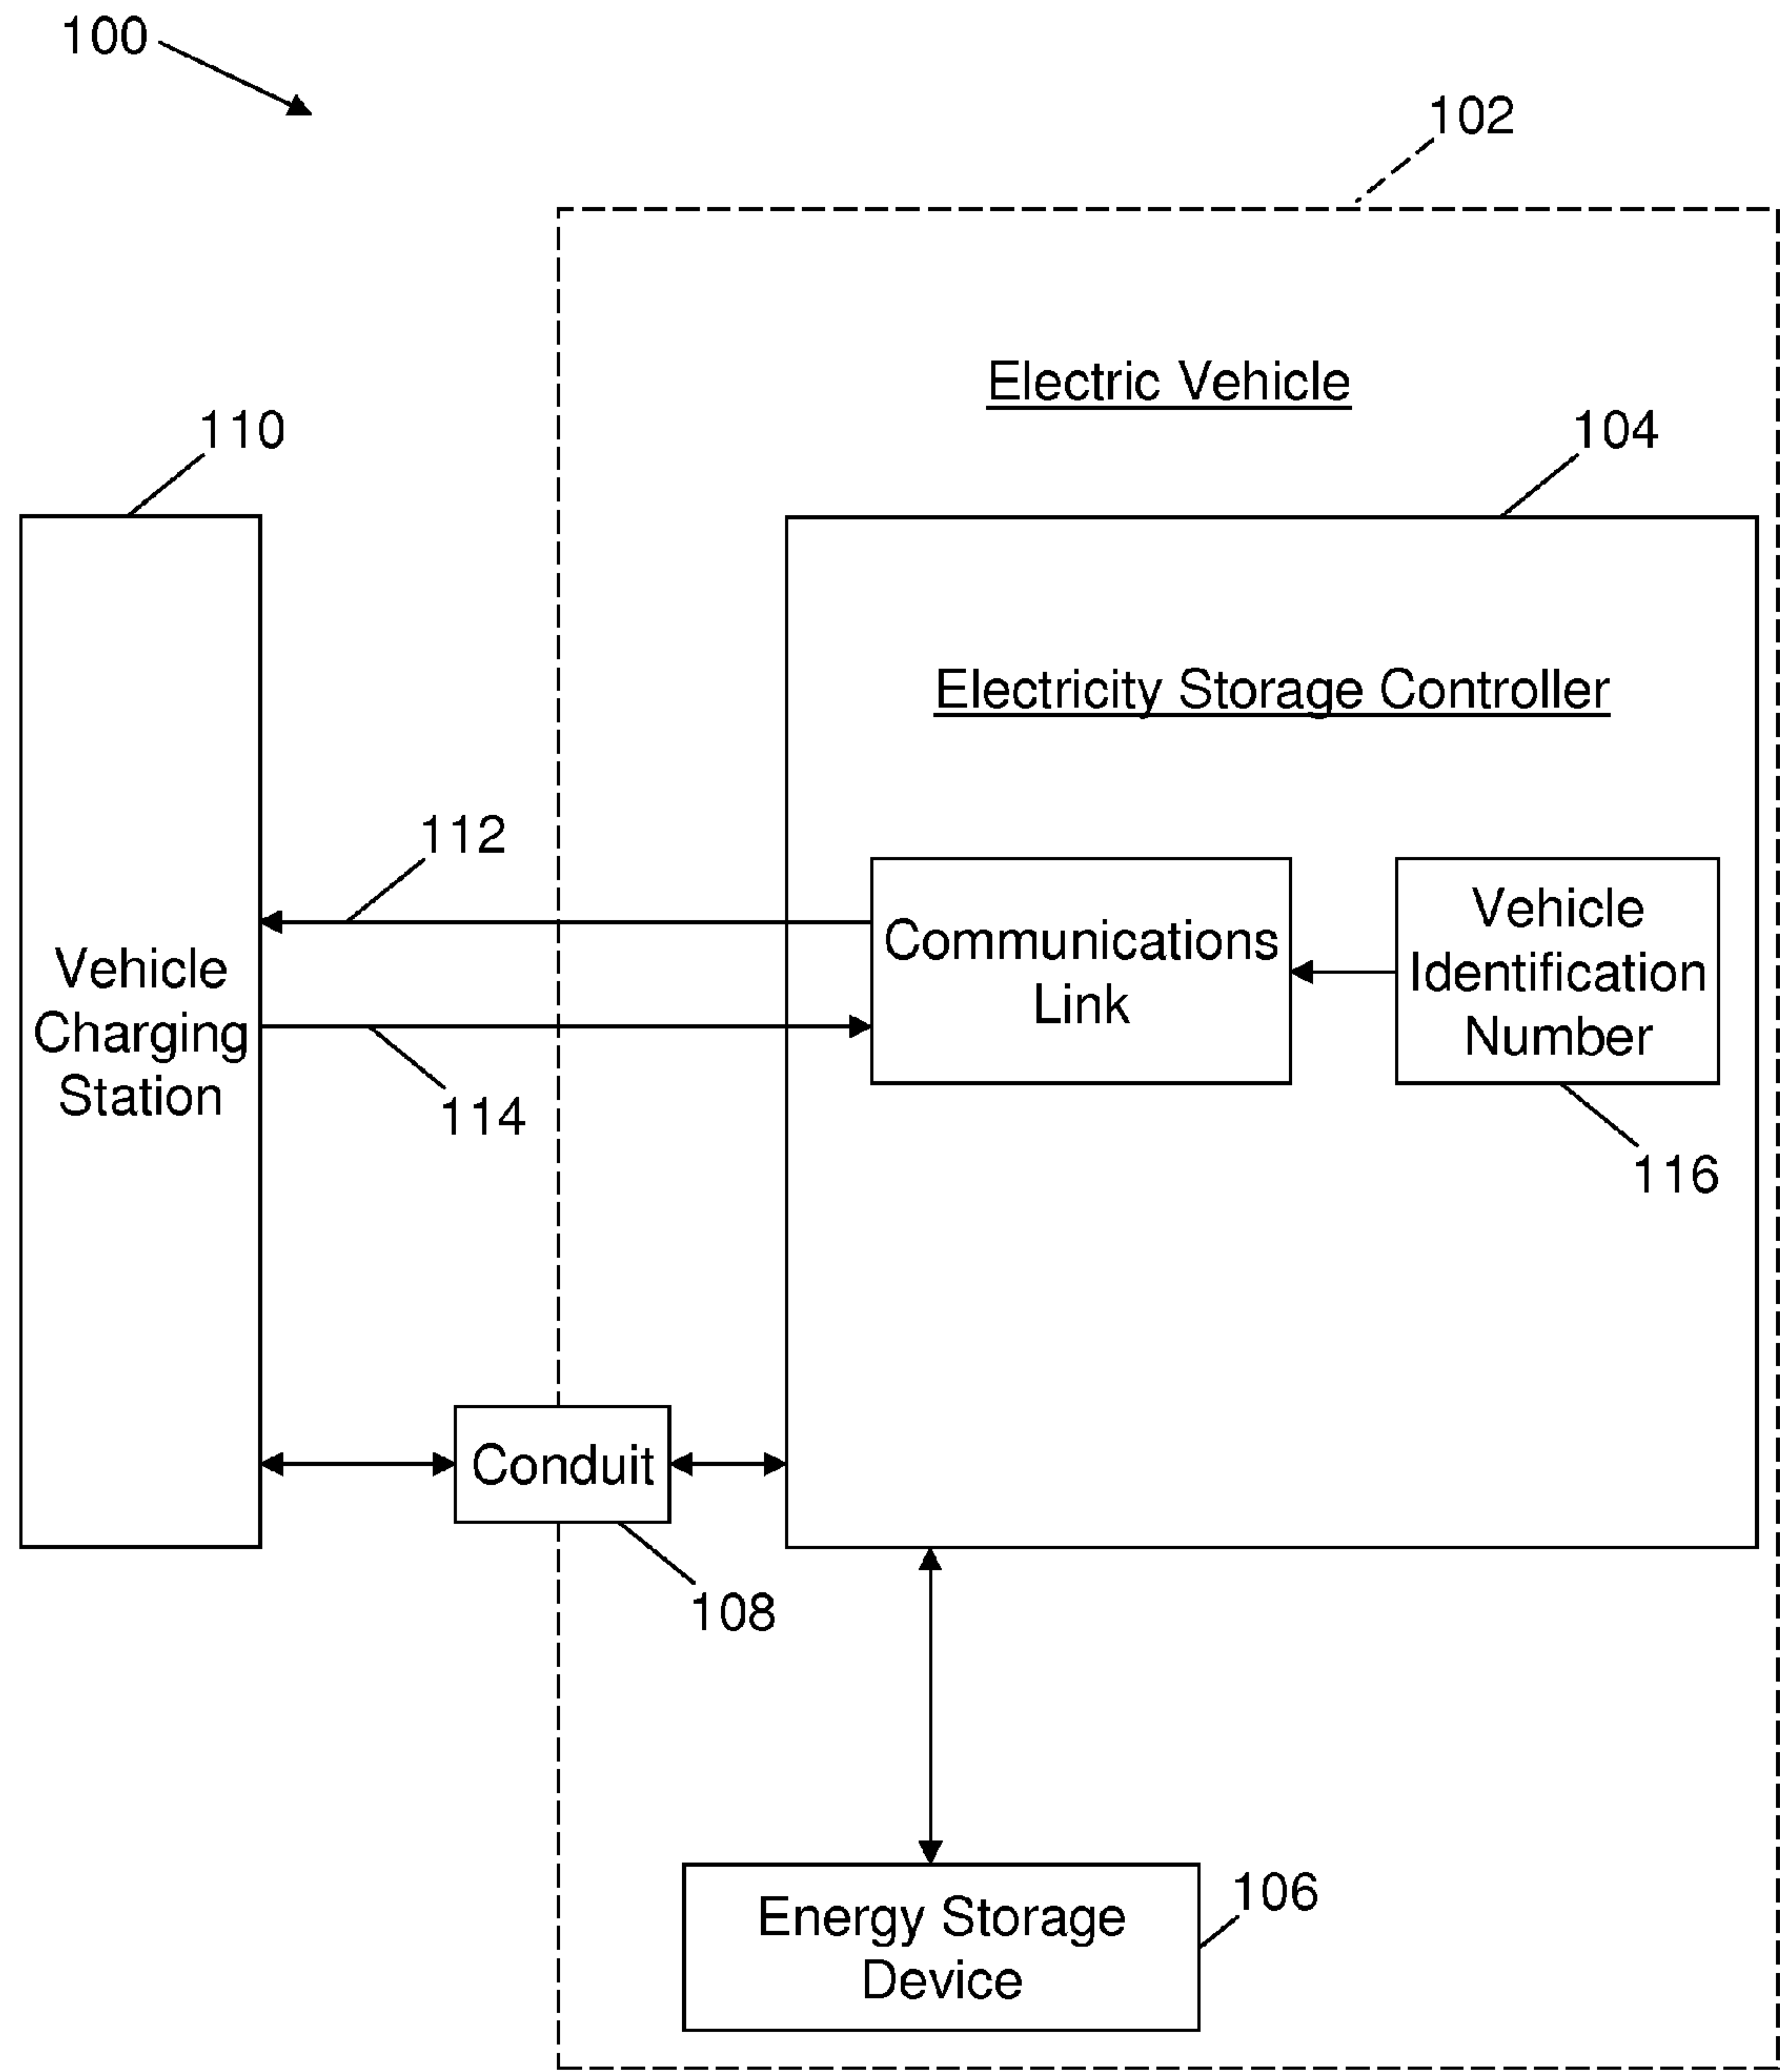 100
102
Electric Vehicle
110
104
Electricity Storage Controller
112
Communications
Link
Vehicle
Identification
Number
Vehicle
Charging
Station
114
116
Conduit
108
106
Energy Storage
Device